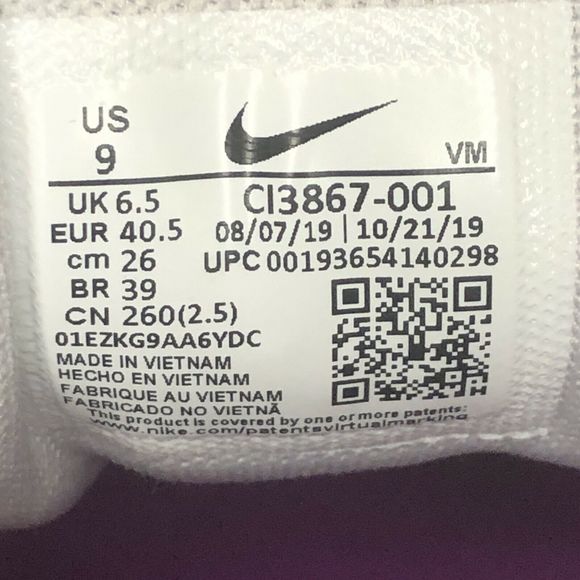 US
9
VM
UK 6.5
CI3867-001
EUR 40.5
08/07/19 | 10/21/19
cm 26
UPC 00193654140298
BR 39
CN 260(2.5)
01EZKG9AA6YDC
MADE IN VIETNAM
HECHO EN VIETNAM
FABRIQUE AU VIETNAM
FABRICADO NO VIETNÃ
This product is covered by one or more patents:
www.nike.com/patentsvirtualmarking